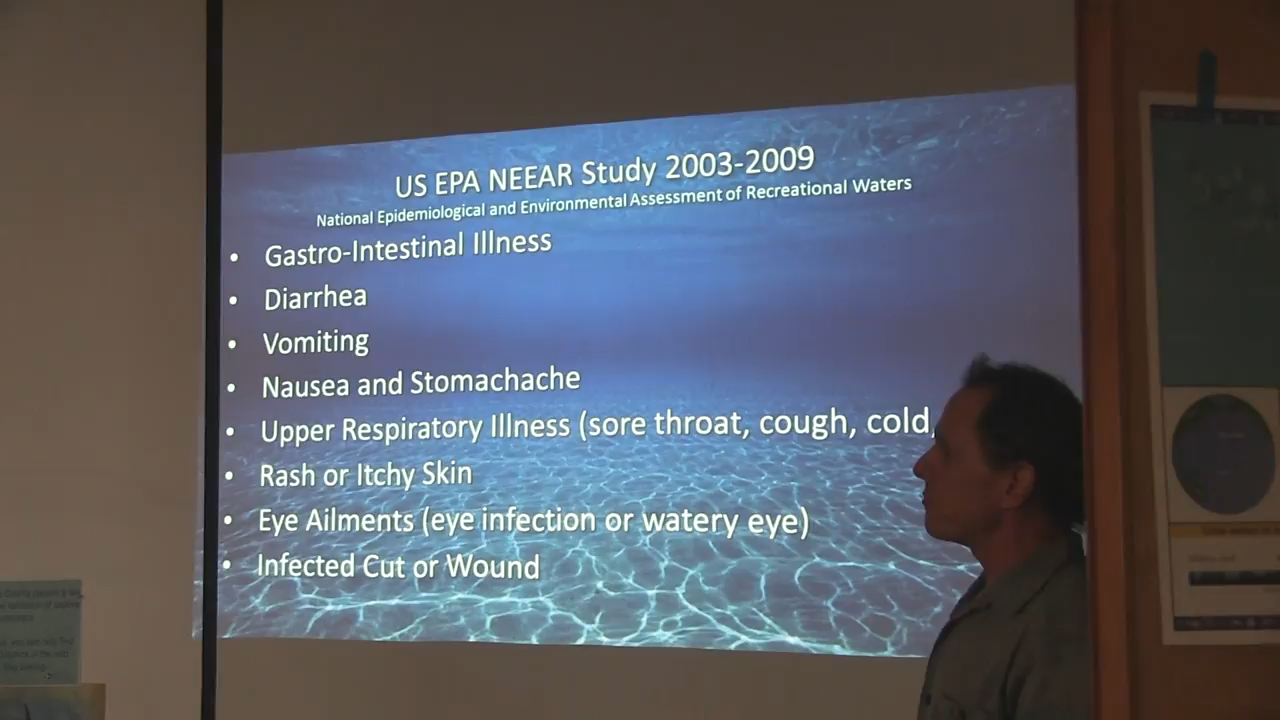 US EPA NEEAR Study 2003-2009
National Epidemiological and Environmental Assessment of Recreational Waters
• Gastro-Intestinal Illness
• Diarrhea
• Vomiting
• Nausea and Stomachache
• Upper Respiratory Illness (sore throat, cough, cold,
• Rash or Itchy Skin
• Eye Ailments (eye infection or watery eye)
• Infected Cut or Wound